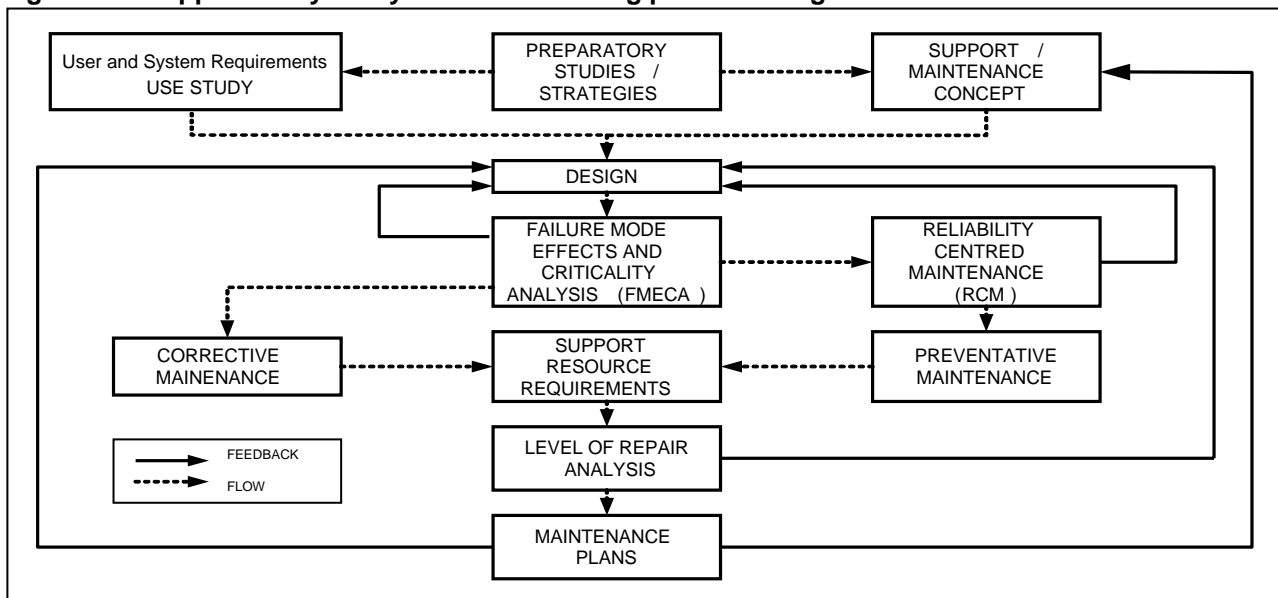 User and System Requirements
USE STUDY
PREPARATORY
STUDIES /
STRATEGIES
SUPPORT /
MAINTENANCE
CONCEPT
DESIGN
FAILURE MODE
EFFECTS AND
CRITICALITY
ANALYSIS (FMECA )
RELIABILITY
CENTRED
MAINTENANCE
(RCM )
CORRECTIVE
MAINENANCE
SUPPORT
RESOURCE
REQUIREMENTS
PREVENTATIVE
MAINTENANCE
LEVEL OF REPAIR
ANALYSIS
FEEDBACK
FLOW
MAINTENANCE
PLANS